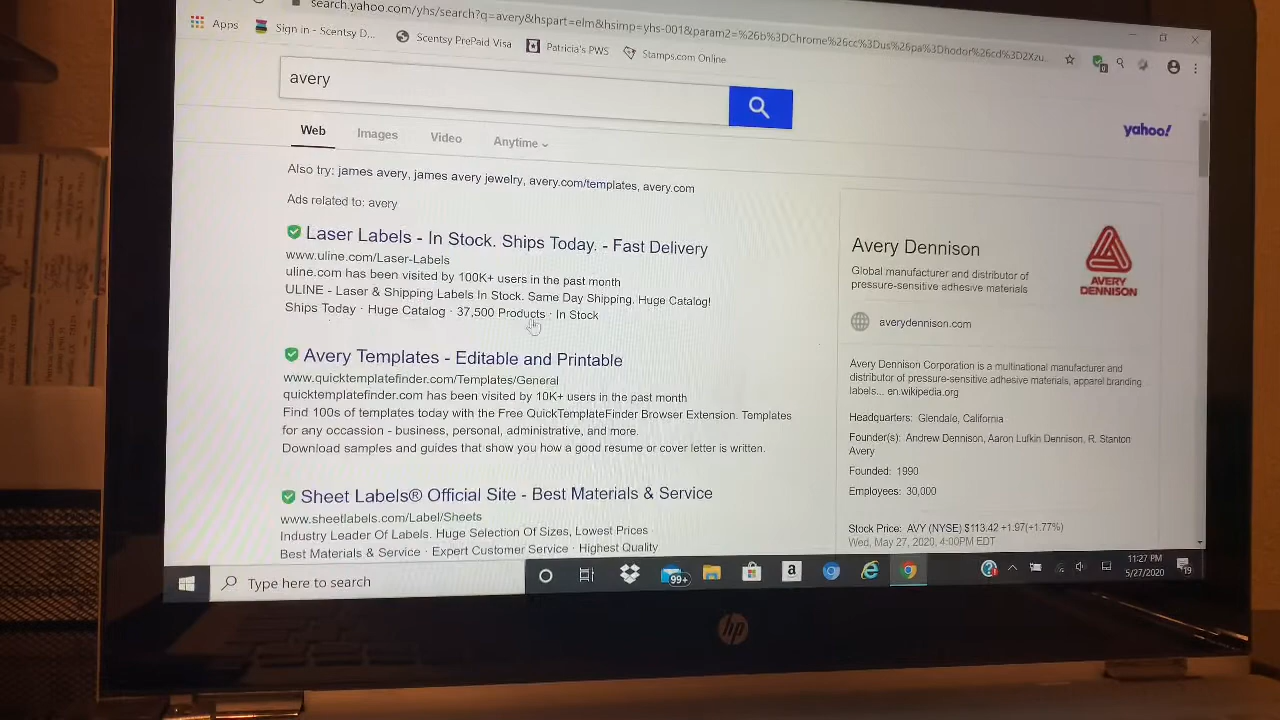 search.yahoo.com/yhs/search?q=avery&hspart=elm&hsimp=yhs-001&param2=%26b%3DChrome%26cc%3Dus%26pa%3Dhodor%26cd%3D2Xzu...
Apps
Sign in - Scentsy D...
Scentsy PrePaid Visa
Patricia's PWS
Stamps.com Online
avery
yahoo!
Web
Images
Video
Anytime
Also try: james avery, james avery jewelry, avery.com/templates, avery.com
Ads related to: avery
Laser Labels - In Stock. Ships Today. - Fast Delivery
www.uline.com/Laser-Labels
uline.com has been visited by 100K+ users in the past month
ULINE - Laser & Shipping Labels In Stock. Same Day Shipping. Huge Catalog!
Ships Today · Huge Catalog · 37,500 Products · In Stock
Avery Templates - Editable and Printable
www.quicktemplatefinder.com/Templates/General
quicktemplatefinder.com has been visited by 10K+ users in the past month
Find 100s of templates today with the Free QuickTemplateFinder Browser Extension. Templates
for any occassion - business, personal, administrative, and more.
Download samples and guides that show you how a good resume or cover letter is written.
Sheet Labels® Official Site - Best Materials & Service
www.sheetlabels.com/Label/Sheets
Industry Leader Of Labels. Huge Selection Of Sizes, Lowest Prices
Best Materials & Service · Expert Customer Service · Highest Quality
Avery Dennison
Global manufacturer and distributor of
pressure-sensitive adhesive materials
AVERY
DENNISON
averydennison.com
Avery Dennison Corporation is a multinational manufacturer and
distributor of pressure-sensitive adhesive materials, apparel branding
labels... en.wikipedia.org
Headquarters: Glendale, California
Founder(s): Andrew Dennison, Aaron Lufkin Dennison, R. Stanton
Avery
Founded: 1990
Employees: 30,000
Stock Price: AVY (NYSE) $113.42 +1.97(+1.77%)
Wed, May 27, 2020, 4:00PM EDT
Type here to search
99+
a
11:27 PM
5/27/2020
19
hp